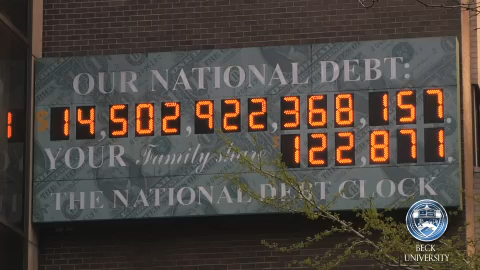 OUR NATIONAL DEBT:
$14,502,922,368,157
YOUR Family share $122,871.
THE NATIONAL DEBT CLOCK
BECK
UNIVERSITY